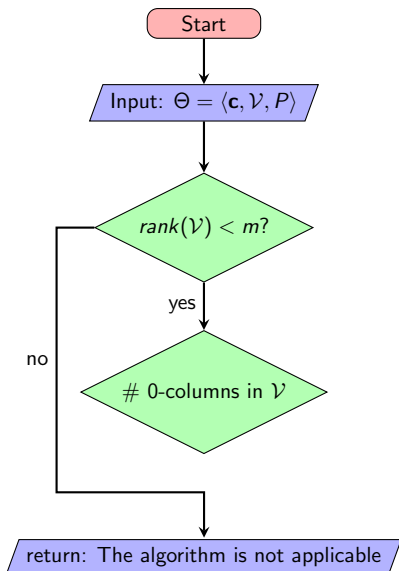 Start
Input: Θ = ⟨c, 𝒱, P⟩
rank(𝒱) < m?
yes
no
# 0-columns in 𝒱
return: The algorithm is not applicable